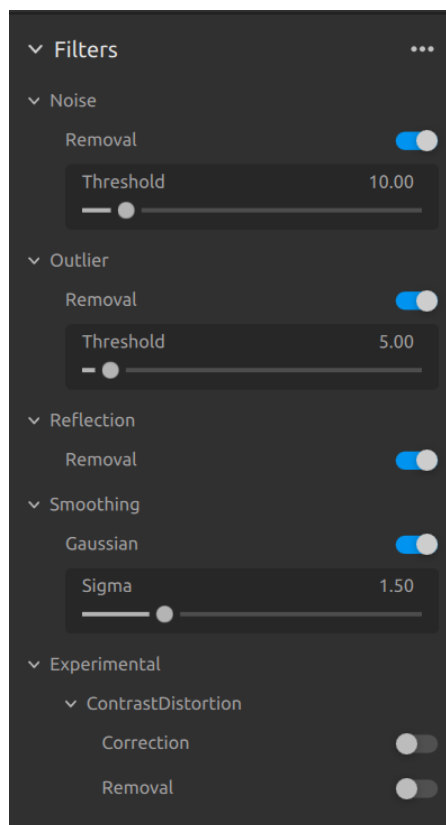 Filters
Noise
Removal
Threshold 10.00
Outlier
Removal
Threshold 5.00
Reflection
Removal
Smoothing
Gaussian
Sigma 1.50
Experimental
ContrastDistortion
Correction
Removal